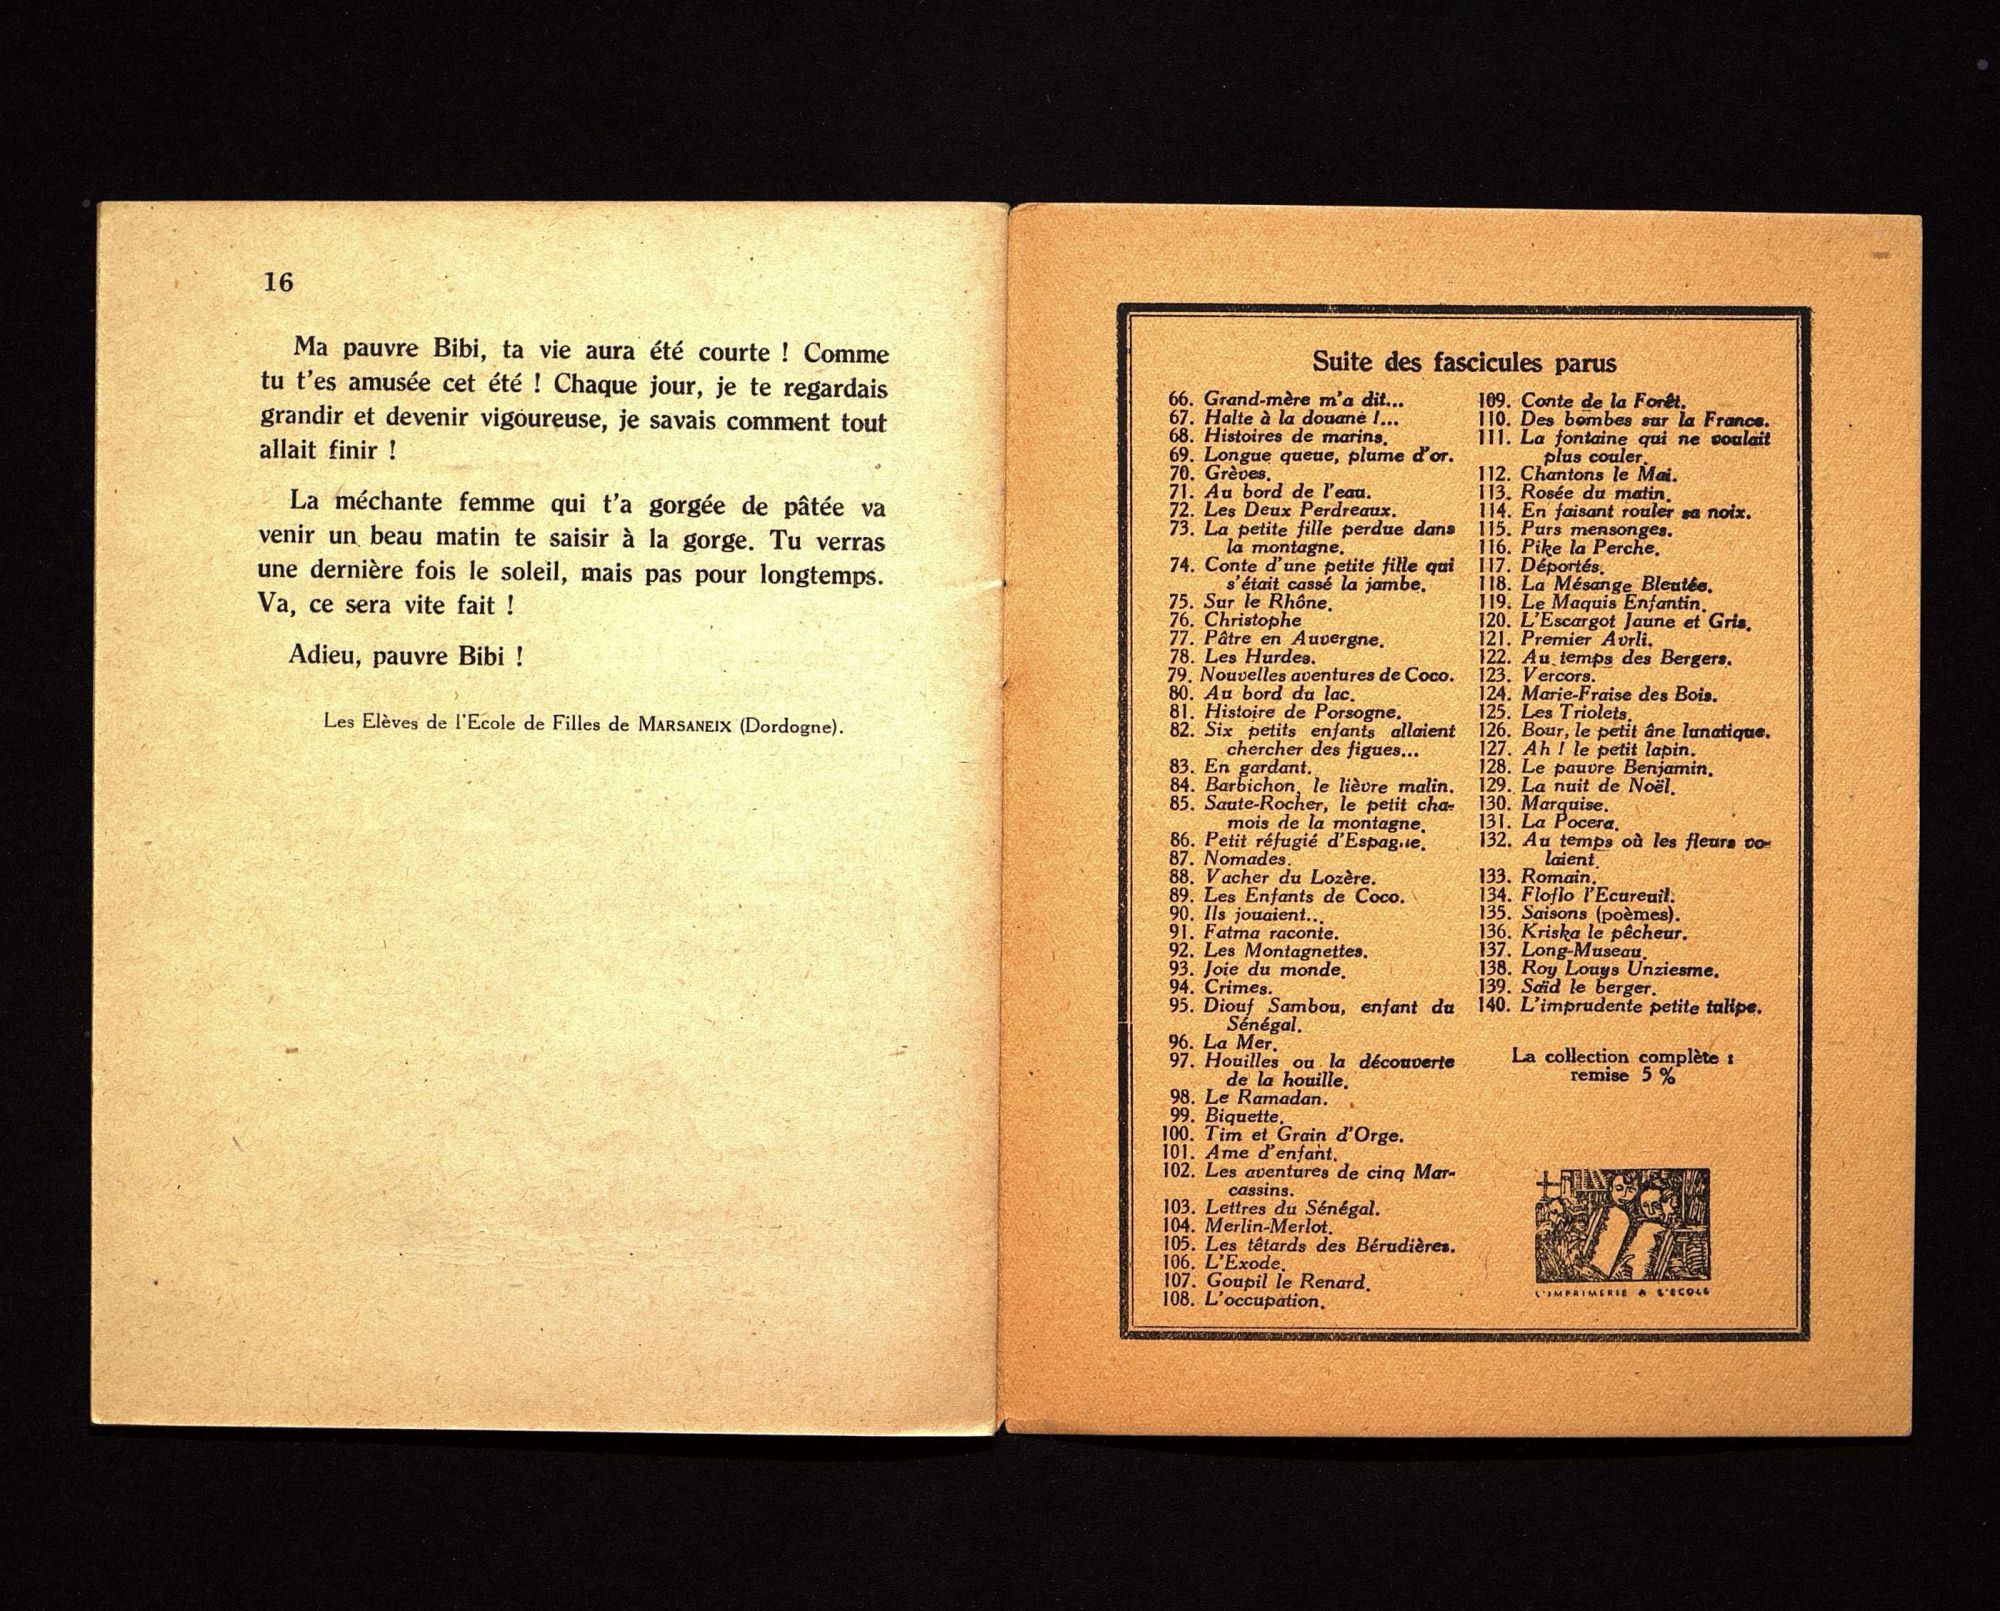 16
Ma pauvre Bibi, ta vie aura été courte ! Comme
tu t'es amusée cet été ! Chaque jour, je te regardais
grandir et devenir vigoureuse, je savais comment tout
allait finir !
La méchante femme qui t'a gorgée de pâtée va
venir un beau matin te saisir à la gorge. Tu verras
une dernière fois le soleil, mais pas pour longtemps.
Va, ce sera vite fait !
Adieu, pauvre Bibi !
Les Elèves de l'Ecole de Filles de MARSANEIX (Dordogne).
Suite des fascicules parus
66. Grand-mère m'a dit...
67. Halte à la douane !...
68. Histoires de marins.
69. Longue queue, plume d'or.
70. Grèves.
71. Au bord de l'eau.
72. Les Deux Perdreaux.
73. La petite fille perdue dans
la montagne.
74. Conte d'une petite fille qui
s'était cassé la jambe.
75. Sur le Rhône.
76. Christophe
77. Pâtre en Auvergne.
78. Les Hurdes.
79. Nouvelles aventures de Coco.
80. Au bord du lac.
81. Histoire de Porsogne.
82. Six petits enfants allaient
chercher des figues...
83. En gardant.
84. Barbichon, le lièvre malin.
85. Saute-Rocher, le petit cha-
mois de la montagne.
86. Petit réfugié d'Espagne.
87. Nomades.
88. Vacher du Lozère.
89. Les Enfants de Coco.
90. Ils jouaient...
91. Fatma raconte.
92. Les Montagnettes.
93. Joie du monde.
94. Crimes.
95. Diouf Sambou, enfant du
Sénégal.
96. La Mer.
97. Houilles ou la découverte
de la houille.
98. Le Ramadan.
99. Biquette.
100. Tim et Grain d'Orge.
101. Ame d'enfant.
102. Les aventures de cinq Mar-
cassins.
103. Lettres du Sénégal.
104. Merlin-Merlot.
105. Les têtards des Bérudières.
106. L'Exode.
107. Goupil le Renard.
108. L'occupation.
109. Conte de la Forêt.
110. Des bombes sur la France.
111. La fontaine qui ne voulait
plus couler.
112. Chantons le Mai.
113. Rosée du matin.
114. En faisant rouler sa noix.
115. Purs mensonges.
116. Pike la Perche.
117. Déportés.
118. La Mésange Bleutée.
119. Le Maquis Enfantin.
120. L'Escargot Jaune et Gris.
121. Premier Avrli.
122. Au temps des Bergers.
123. Vercors.
124. Marie-Fraise des Bois.
125. Les Triolets.
126. Bour, le petit âne lunatique.
127. Ah ! le petit lapin.
128. Le pauvre Benjamin.
129. La nuit de Noël.
130. Marquise.
131. La Pocera.
132. Au temps où les fleurs vo-
laient.
133. Romain.
134. Floflo l'Ecureuil.
135. Saisons (poèmes).
136. Kriska le pêcheur.
137. Long-Museau.
138. Roy Louys Unziesme.
139. Saïd le berger.
140. L'imprudente petite tulipe.
La collection complète :
remise 5 %
L'IMPRIMERIE A L'ECOLE